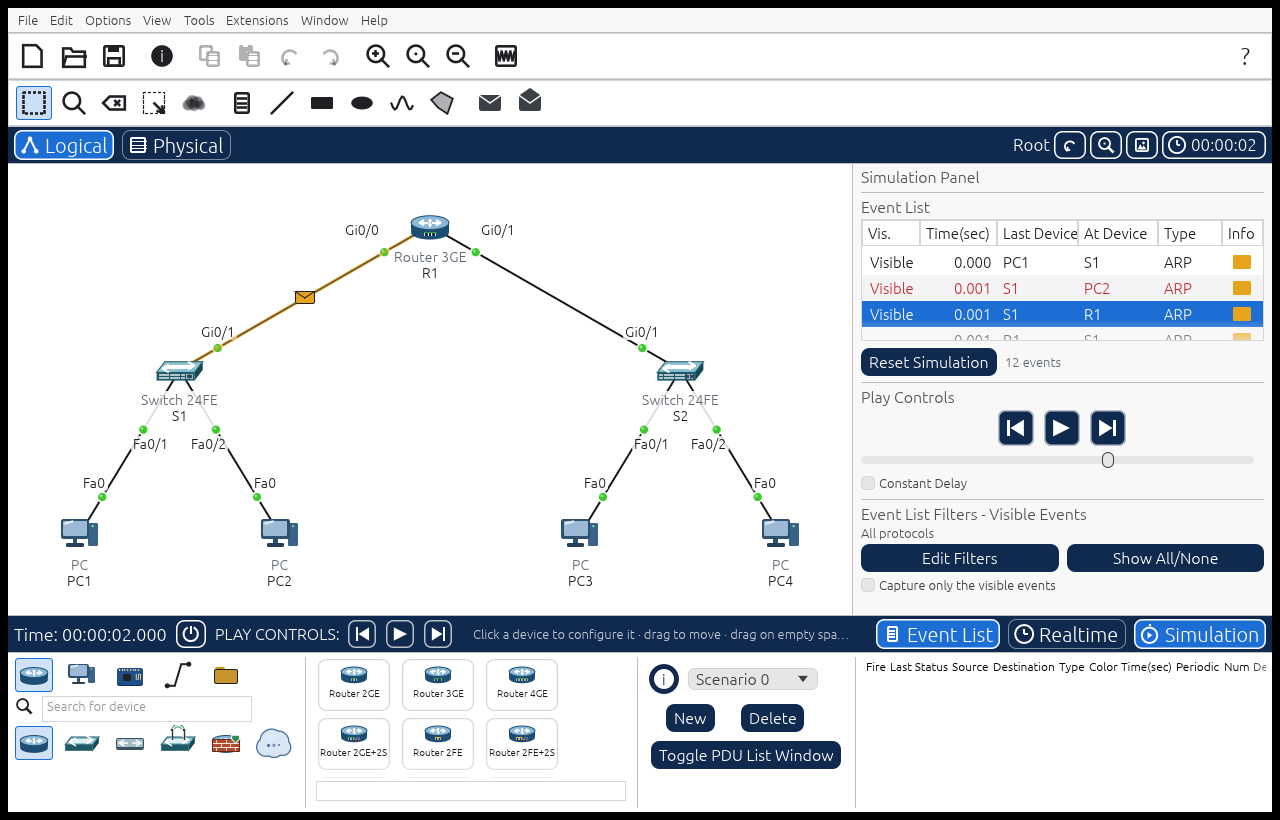 File Edit Options View Tools Extensions Window Help
?
Logical Physical Root 00:00:02
Simulation Panel
Event List
Vis. Time(sec) Last Device At Device Type Info
Visible 0.000 PC1 S1 ARP
Visible 0.001 S1 PC2 ARP
Visible 0.001 S1 R1 ARP
Visible 0.001 R1 S1 ARP
Reset Simulation 12 events
Play Controls
Constant Delay
Event List Filters - Visible Events
All protocols
Edit Filters Show All/None
Capture only the visible events
Gi0/0 Gi0/1
Router 3GE
R1
Gi0/1 Gi0/1
Switch 24FE Switch 24FE
S1 S2
Fa0/1 Fa0/2 Fa0/1 Fa0/2
Fa0 Fa0 Fa0 Fa0
PC PC PC PC
PC1 PC2 PC3 PC4
Time: 00:00:02.000 PLAY CONTROLS: Click a device to configure it · drag to move · drag on empty spa… Event List Realtime Simulation
Search for device
Router 2GE Router 3GE Router 4GE
Router 2GE+2S Router 2FE Router 2FE+2S
Scenario 0
New Delete
Toggle PDU List Window
Fire Last Status Source Destination Type Color Time(sec) Periodic Num De